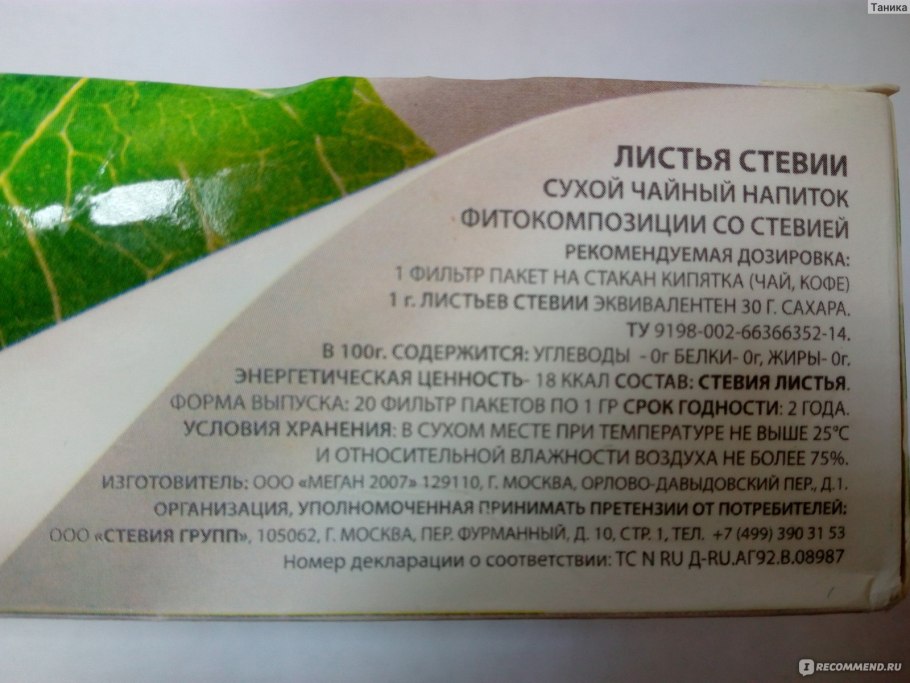 Таника
ЛИСТЬЯ СТЕВИИ
СУХОЙ ЧАЙНЫЙ НАПИТОК
ФИТОКОМПОЗИЦИИ СО СТЕВИЕЙ
РЕКОМЕНДУЕМАЯ ДОЗИРОВКА:
1 ФИЛЬТР ПАКЕТ НА СТАКАН КИПЯТКА (ЧАЙ, КОФЕ)
1 г. ЛИСТЬЕВ СТЕВИИ ЭКВИВАЛЕНТЕН 30 Г. САХАРА.
ТУ 9198-002-66366352-14.
В 100г. СОДЕРЖИТСЯ: УГЛЕВОДЫ -0г БЕЛКИ- 0г, ЖИРЫ- 0г.
ЭНЕРГЕТИЧЕСКАЯ ЦЕННОСТЬ- 18 ККАЛ СОСТАВ: СТЕВИЯ ЛИСТЬЯ.
ФОРМА ВЫПУСКА: 20 ФИЛЬТР ПАКЕТОВ ПО 1 ГР СРОК ГОДНОСТИ: 2 ГОДА.
УСЛОВИЯ ХРАНЕНИЯ: В СУХОМ МЕСТЕ ПРИ ТЕМПЕРАТУРЕ НЕ ВЫШЕ 25°С
И ОТНОСИТЕЛЬНОЙ ВЛАЖНОСТИ ВОЗДУХА НЕ БОЛЕЕ 75%.
ИЗГОТОВИТЕЛЬ: ООО «МЕГАН 2007» 129110, Г. МОСКВА, ОРЛОВО-ДАВЫДОВСКИЙ ПЕР., Д.1.
ОРГАНИЗАЦИЯ, УПОЛНОМОЧЕННАЯ ПРИНИМАТЬ ПРЕТЕНЗИИ ОТ ПОТРЕБИТЕЛЕЙ:
ООО «СТЕВИЯ ГРУПП», 105062, Г. МОСКВА, ПЕР. ФУРМАННЫЙ, Д. 10, СТР. 1, ТЕЛ. +7 (499) 390 31 53
Номер декларации о соответствии: ТС N RU Д-RU.АГ92.В.08987
IRECOMMEND.RU